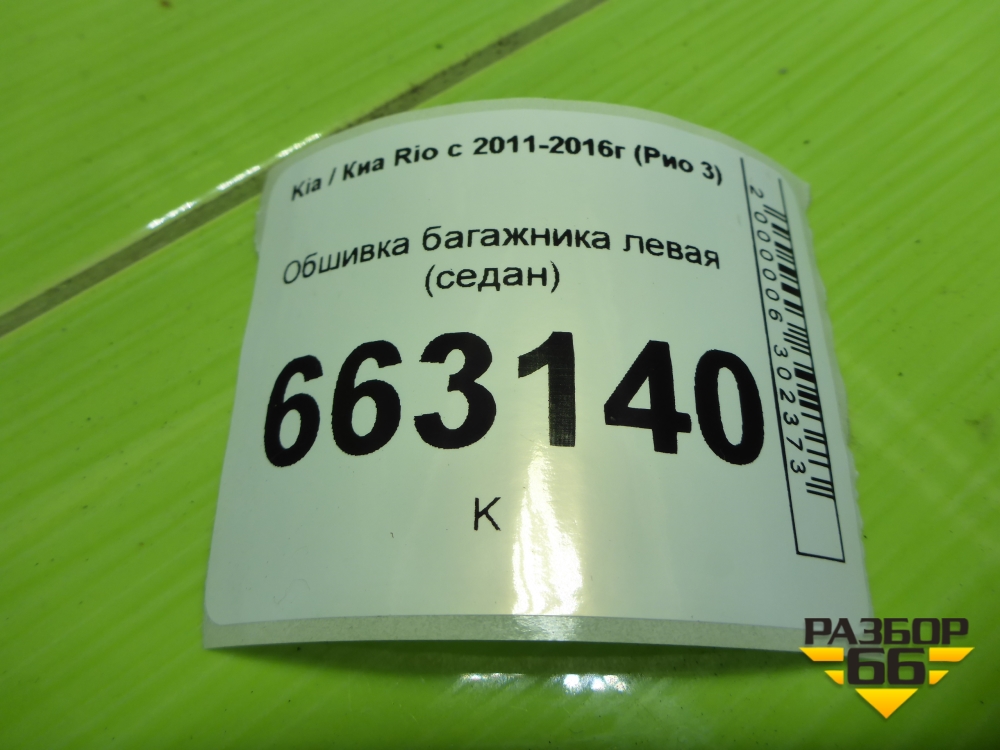 Kia / Киа Rio с 2011-2016г (Рио 3)
Обшивка багажника левая
(седан)
663140
К
2000006302373
РАЗБОР
66